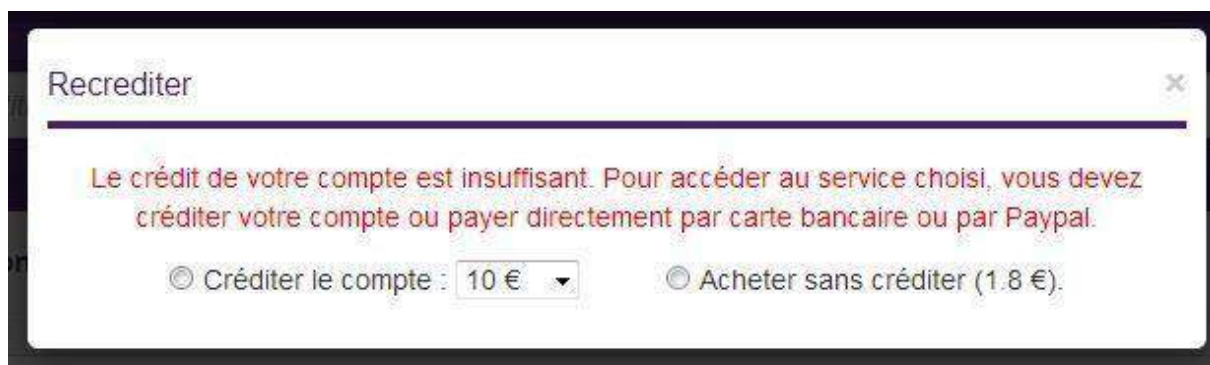 Recrediter ×
Le crédit de votre compte est insuffisant. Pour accéder au service choisi, vous devez
créditer votre compte ou payer directement par carte bancaire ou par Paypal.
Créditer le compte : 10 € Acheter sans créditer (1.8 €).